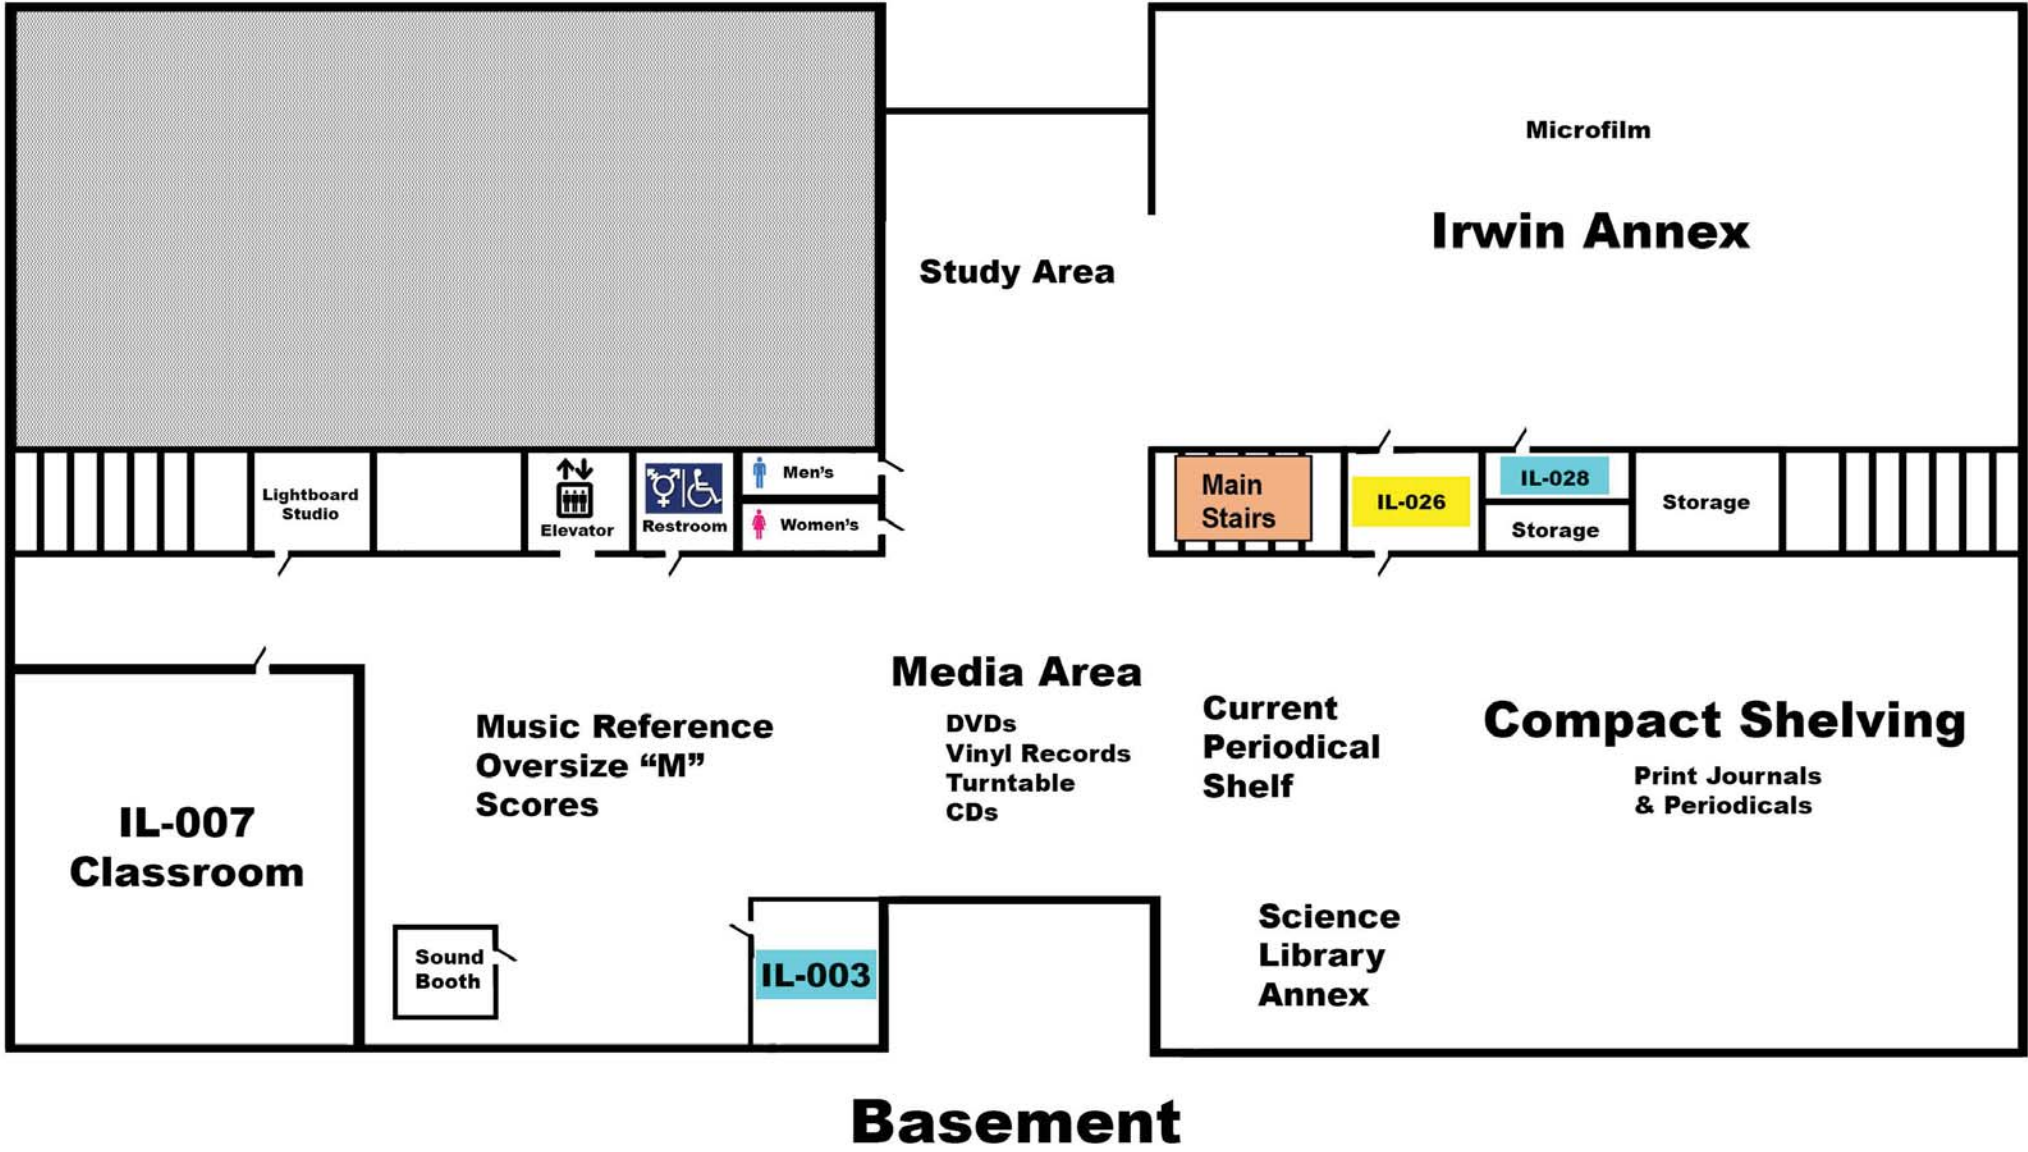 Microfilm
Irwin Annex
Study Area
Lightboard
Studio
Elevator
Restroom
Men's
Women's
Main
Stairs
IL-026
IL-028
Storage
Storage
IL-007
Classroom
Music Reference
Oversize “M”
Scores
Sound
Booth
Media Area
DVDs
Vinyl Records
Turntable
CDs
IL-003
Current
Periodical
Shelf
Compact Shelving
Print Journals
& Periodicals
Science
Library
Annex
Basement